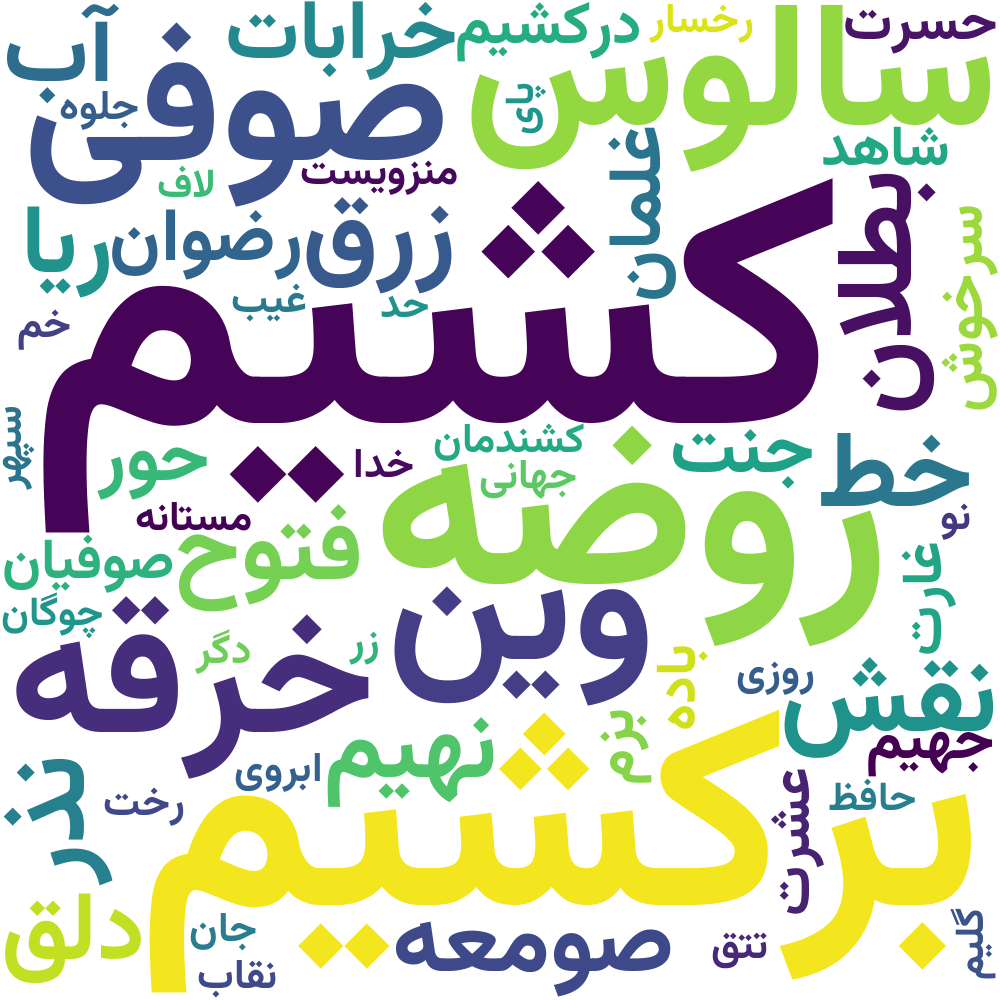 حسرت
سالوس
رخسار
درکشیم
خرابات
آب
صوفی
جلوه
پای
شاهد
غلمان
منزویست
لاف
بطلان
سرخوش
زرق
رضوان
ریا
حد
غیب
خم
کشیم
سپهر
خط
جنت
کشندمان
جهانی
خدا
حور
مستانه
روضه
نو
غارت
فتوح
صوفیان
چوگان
وین
خرقه
زر
دگر
باده
روزی
نقش
جهیم
بزم
نهیم
ابروی
رخت
نذر
حافظ
عشرت
برکشیم
دلق
جان
نقاب
صومعه
تتق
گلیم